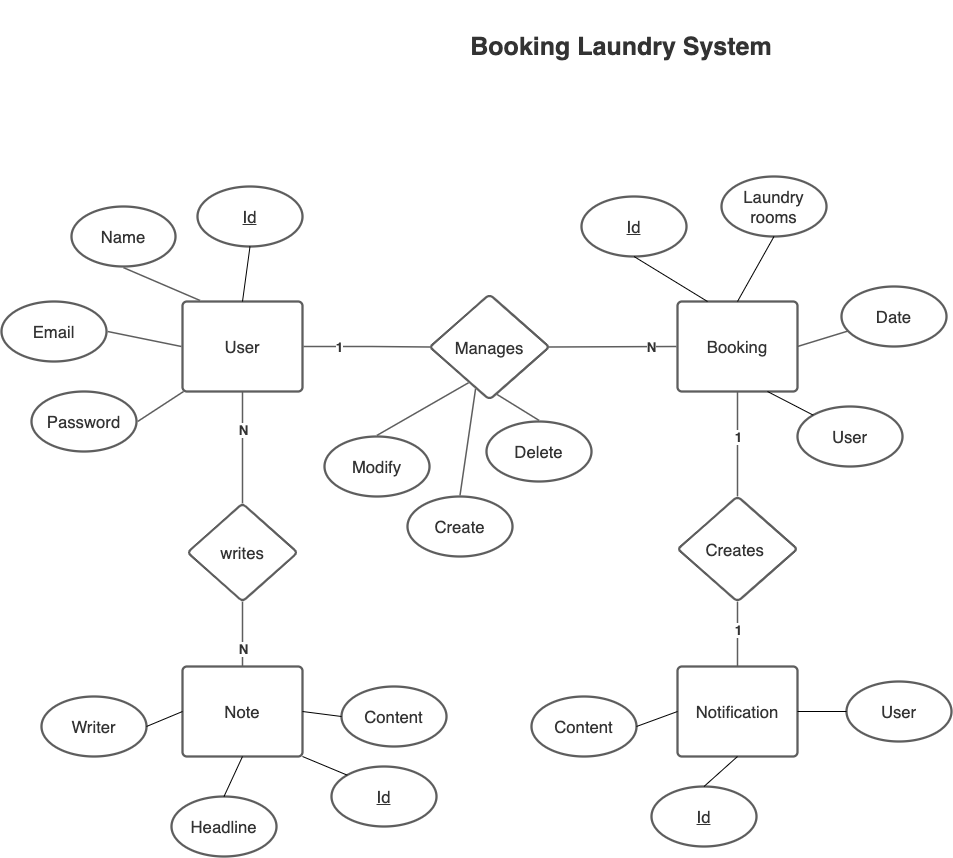 Booking Laundry System
Id
Name
Email
Password
User
1
Manages
N
Booking
Id
Laundry
rooms
Date
User
Modify
Create
Delete
N
writes
N
1
Creates
1
Note
Writer
Content
Id
Headline
Notification
Content
User
Id